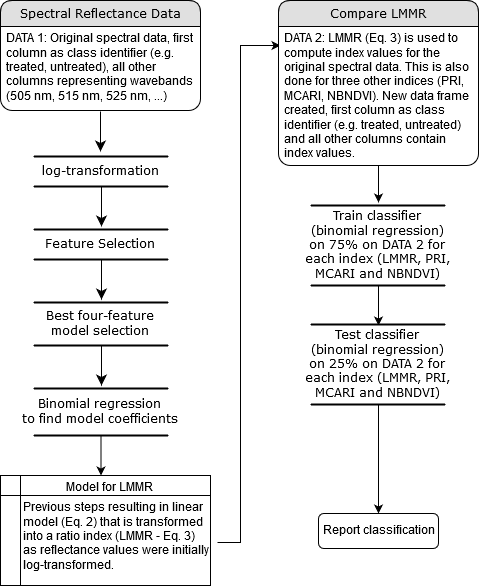 Spectral Reflectance Data
DATA 1: Original spectral data, first
column as class identifier (e.g.
treated, untreated), all other
columns representing wavebands
(505 nm, 515 nm, 525 nm, ...)
log-transformation
Feature Selection
Best four-feature
model selection
Binomial regression
to find model coefficients
Model for LMMR
Previous steps resulting in linear
model (Eq. 2) that is transformed
into a ratio index (LMMR - Eq. 3)
as reflectance values were initially
log-transformed.
Compare LMMR
DATA 2: LMMR (Eq. 3) is used to
compute index values for the
original spectral data. This is also
done for three other indices (PRI,
MCARI, NBNDVI). New data frame
created, first column as class
identifier (e.g. treated, untreated)
and all other columns contain
index values.
Train classifier
(binomial regression)
on 75% on DATA 2 for
each index (LMMR, PRI,
MCARI and NBNDVI)
Test classifier
(binomial regression)
on 25% on DATA 2 for
each index (LMMR, PRI,
MCARI and NBNDVI)
Report classification